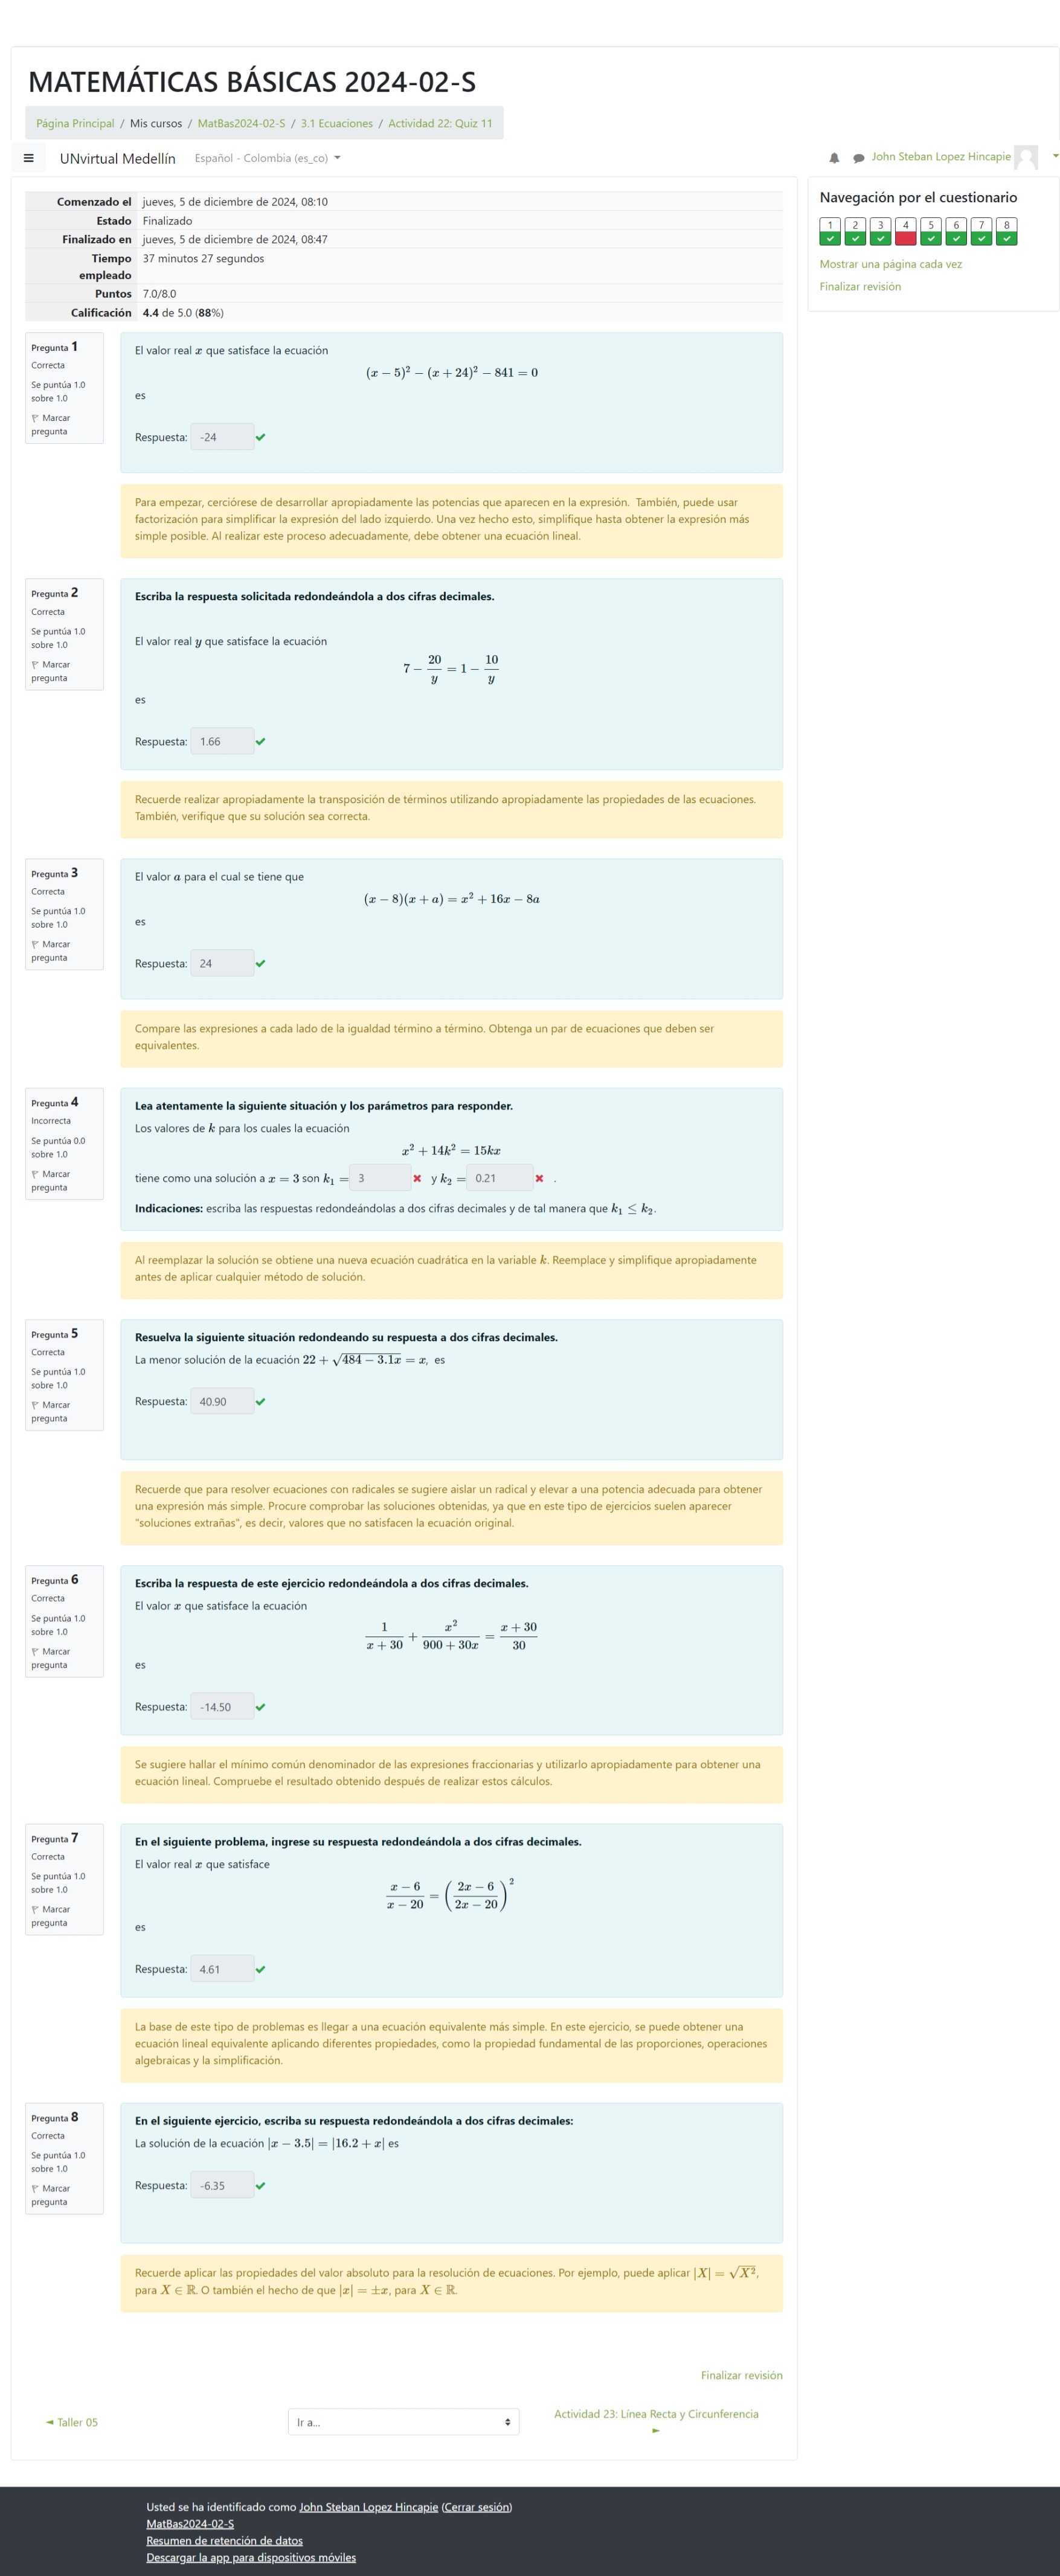 MATEMÁTICAS BÁSICAS 2024-02-S
Página Principal / Mis cursos / MatBas2024-02-S / 3.1 Ecuaciones / Actividad 22: Quiz 11
UNvirtual Medellín Español - Colombia (es_co)
John Steban Lopez Hincapie
Comenzado el jueves, 5 de diciembre de 2024, 08:10
Estado Finalizado
Finalizado en jueves, 5 de diciembre de 2024, 08:47
Tiempo empleado 37 minutos 27 segundos
Puntos 7.0/8.0
Calificación 4.4 de 5.0 (88%)
Navegación por el cuestionario
1 2 3 4 5 6 7 8
Mostrar una página cada vez
Finalizar revisión
Pregunta 1
Correcta
Se puntúa 1.0
sobre 1.0
Marcar
pregunta
El valor real x que satisface la ecuación
(x − 5)² − (x + 24)² − 841 = 0
es
Respuesta: -24
Para empezar, cerciórese de desarrollar apropiadamente las potencias que aparecen en la expresión. También, puede usar
factorización para simplificar la expresión del lado izquierdo. Una vez hecho esto, simplifique hasta obtener la expresión más
simple posible. Al realizar este proceso adecuadamente, debe obtener una ecuación lineal.
Pregunta 2
Correcta
Se puntúa 1.0
sobre 1.0
Marcar
pregunta
Escriba la respuesta solicitada redondeándola a dos cifras decimales.
El valor real y que satisface la ecuación
7 − 20/y = 1 − 10/y
es
Respuesta: 1.66
Recuerde realizar apropiadamente la transposición de términos utilizando apropiadamente las propiedades de las ecuaciones.
También, verifique que su solución sea correcta.
Pregunta 3
Correcta
Se puntúa 1.0
sobre 1.0
Marcar
pregunta
El valor a para el cual se tiene que
(x − 8)(x + a) = x² + 16x − 8a
es
Respuesta: 24
Compare las expresiones a cada lado de la igualdad término a término. Obtenga un par de ecuaciones que deben ser
equivalentes.
Pregunta 4
Incorrecta
Se puntúa 0.0
sobre 1.0
Marcar
pregunta
Lea atentamente la siguiente situación y los parámetros para responder.
Los valores de k para los cuales la ecuación
x² + 14k² = 15kx
tiene como una solución a x = 3 son k₁ = 3 y k₂ = 0.21 .
Indicaciones: escriba las respuestas redondeándolas a dos cifras decimales y de tal manera que k₁ ≤ k₂.
Al reemplazar la solución se obtiene una nueva ecuación cuadrática en la variable k. Reemplace y simplifique apropiadamente
antes de aplicar cualquier método de solución.
Pregunta 5
Correcta
Se puntúa 1.0
sobre 1.0
Marcar
pregunta
Resuelva la siguiente situación redondeando su respuesta a dos cifras decimales.
La menor solución de la ecuación 22 + √(484 − 3.1x) = x, es
Respuesta: 40.90
Recuerde que para resolver ecuaciones con radicales se sugiere aislar un radical y elevar a una potencia adecuada para obtener
una expresión más simple. Procure comprobar las soluciones obtenidas, ya que en este tipo de ejercicios suelen aparecer
"soluciones extrañas", es decir, valores que no satisfacen la ecuación original.
Pregunta 6
Correcta
Se puntúa 1.0
sobre 1.0
Marcar
pregunta
Escriba la respuesta de este ejercicio redondeándola a dos cifras decimales.
El valor x que satisface la ecuación
1/(x + 30) + x²/(900 + 30x) = (x + 30)/30
es
Respuesta: -14.50
Se sugiere hallar el mínimo común denominador de las expresiones fraccionarias y utilizarlo apropiadamente para obtener una
ecuación lineal. Compruebe el resultado obtenido después de realizar estos cálculos.
Pregunta 7
Correcta
Se puntúa 1.0
sobre 1.0
Marcar
pregunta
En el siguiente problema, ingrese su respuesta redondeándola a dos cifras decimales.
El valor real x que satisface
(x − 6)/(x − 20) = ((2x − 6)/(2x − 20))²
es
Respuesta: 4.61
La base de este tipo de problemas es llegar a una ecuación equivalente más simple. En este ejercicio, se puede obtener una
ecuación lineal equivalente aplicando diferentes propiedades, como la propiedad fundamental de las proporciones, operaciones
algebraicas y la simplificación.
Pregunta 8
Correcta
Se puntúa 1.0
sobre 1.0
Marcar
pregunta
En el siguiente ejercicio, escriba su respuesta redondeándola a dos cifras decimales:
La solución de la ecuación |x − 3.5| = |16.2 + x| es
Respuesta: -6.35
Recuerde aplicar las propiedades del valor absoluto para la resolución de ecuaciones. Por ejemplo, puede aplicar |X| = √X²,
para X ∈ ℝ. O también el hecho de que |x| = ±x, para X ∈ ℝ.
Finalizar revisión
◄ Taller 05
Ir a...
Actividad 23: Línea Recta y Circunferencia
►
Usted se ha identificado como John Steban Lopez Hincapie (Cerrar sesión)
MatBas2024-02-S
Resumen de retención de datos
Descargar la app para dispositivos móviles